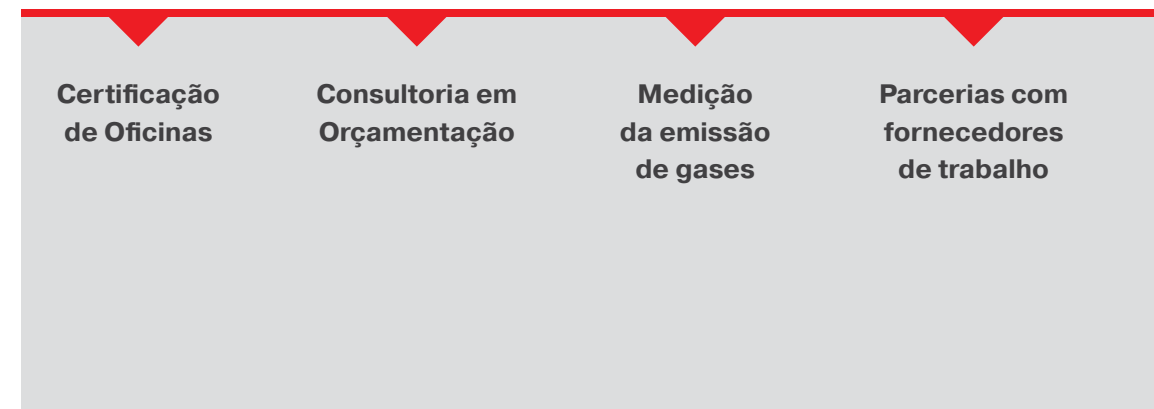 Certificação
de Oficinas
Consultoria em
Orçamentação
Medição
da emissão
de gases
Parcerias com
fornecedores
de trabalho